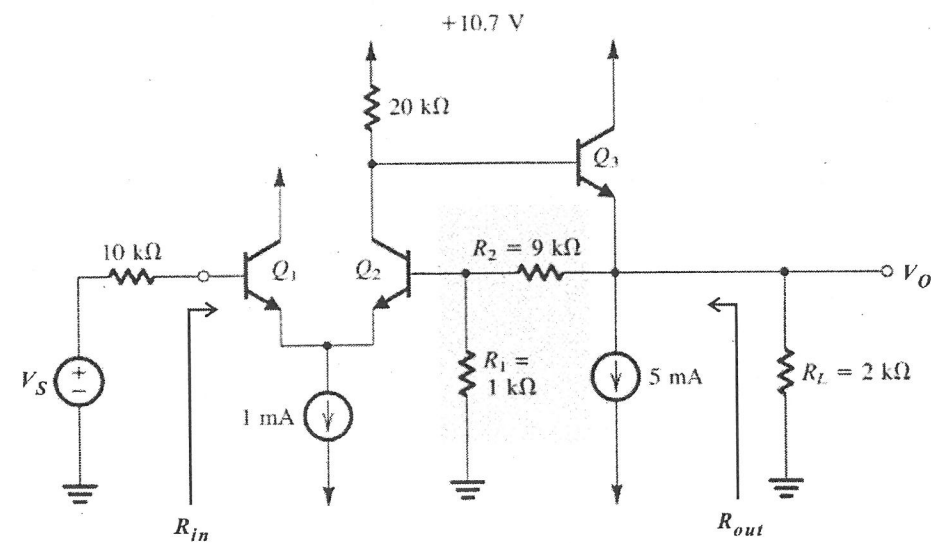 +10.7 V
20 kΩ
Q3
10 kΩ
Q1
Q2
R2 = 9 kΩ
VO
VS
+
−
1 mA
R1 =
1 kΩ
5 mA
RL = 2 kΩ
Rin
Rout